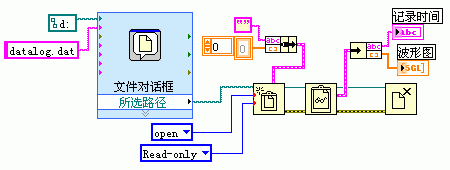 d:
datalog.dat
文件对话框
所选路径
open
Read-only
0
0
abc
abc
记录时间
abc
波形图
SGL